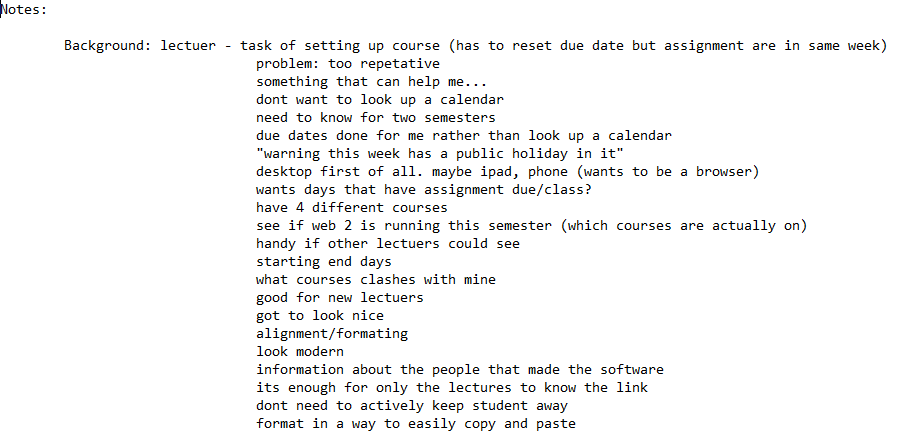 Notes:
Background: lectuer - task of setting up course (has to reset due date but assignment are in same week)
problem: too repetative
something that can help me...
dont want to look up a calendar
need to know for two semesters
due dates done for me rather than look up a calendar
"warning this week has a public holiday in it"
desktop first of all. maybe ipad, phone (wants to be a browser)
wants days that have assignment due/class?
have 4 different courses
see if web 2 is running this semester (which courses are actually on)
handy if other lectuers could see
starting end days
what courses clashes with mine
good for new lectuers
got to look nice
alignment/formating
look modern
information about the people that made the software
its enough for only the lectures to know the link
dont need to actively keep student away
format in a way to easily copy and paste